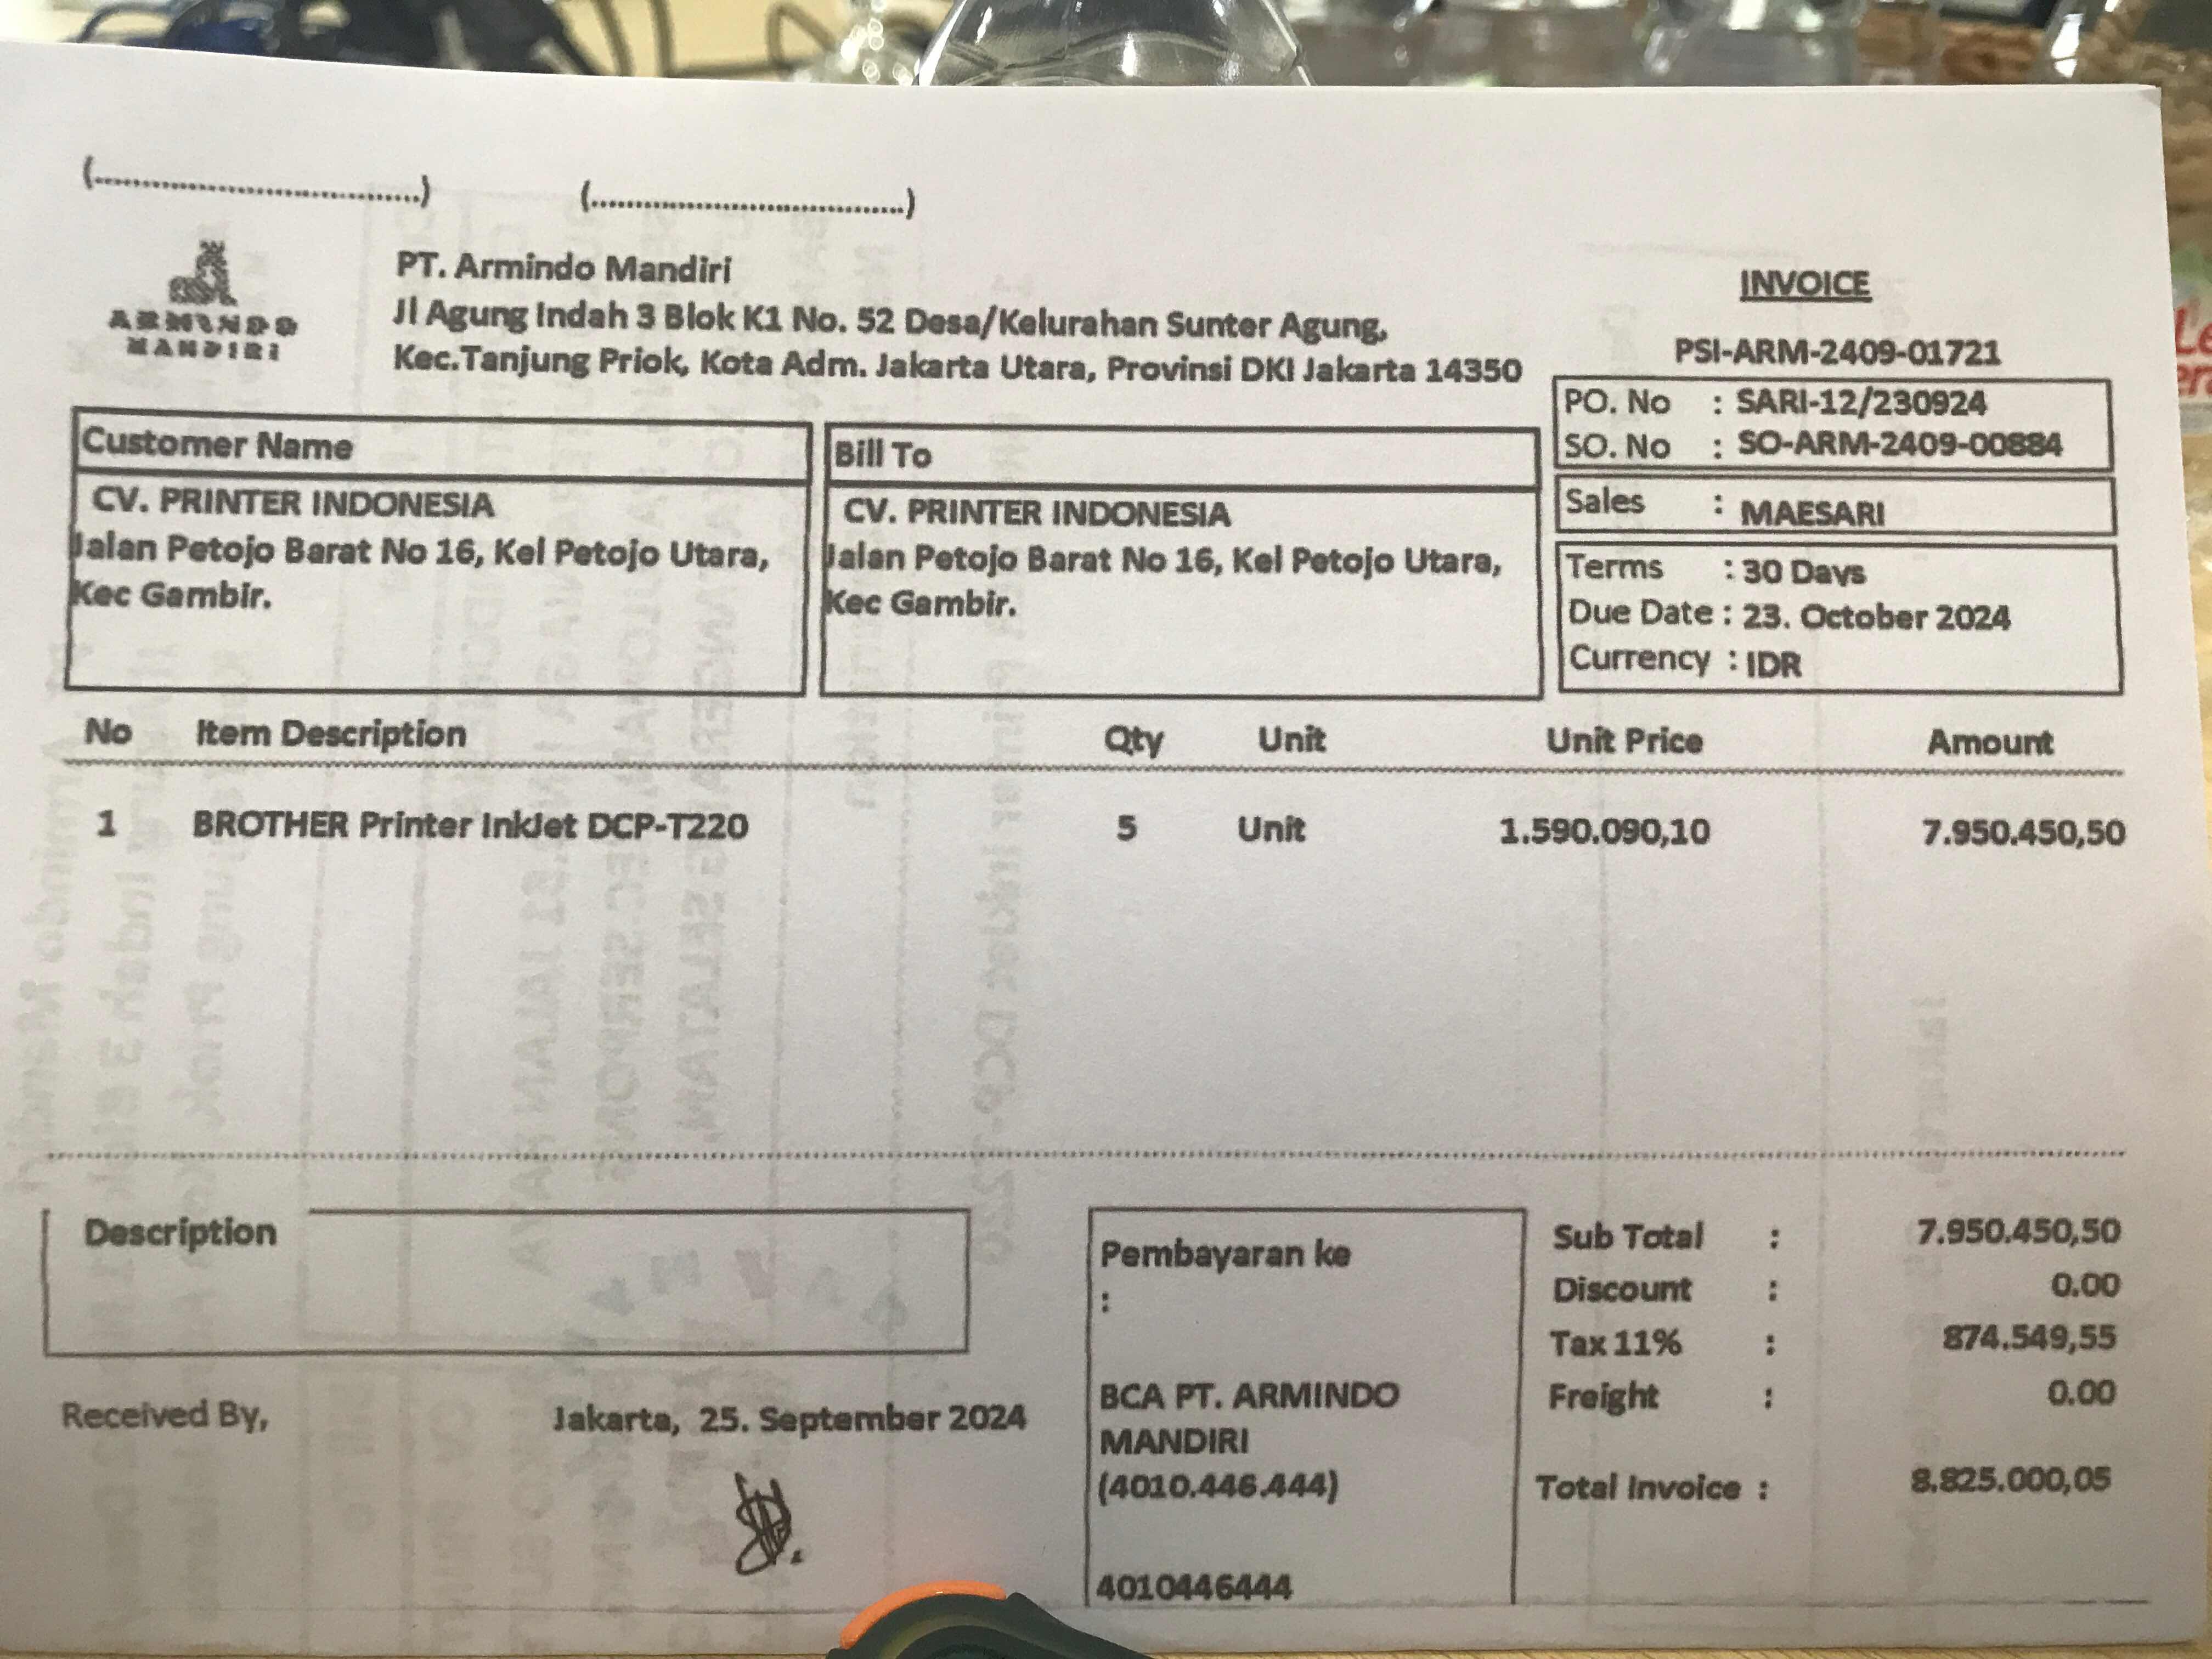 (......................................)
(......................................)
ARMINDO
MANDIRI
PT. Armindo Mandiri
Jl Agung Indah 3 Blok K1 No. 52 Desa/Kelurahan Sunter Agung,
Kec.Tanjung Priok, Kota Adm. Jakarta Utara, Provinsi DKI Jakarta 14350
INVOICE
PSI-ARM-2409-01721
PO. No : SARI-12/230924
SO. No : SO-ARM-2409-00884
Sales : MAESARI
Terms : 30 Days
Due Date : 23. October 2024
Currency : IDR
Customer Name
CV. PRINTER INDONESIA
Jalan Petojo Barat No 16, Kel Petojo Utara,
Kec Gambir.
Bill To
CV. PRINTER INDONESIA
Jalan Petojo Barat No 16, Kel Petojo Utara,
Kec Gambir.
No Item Description Qty Unit Unit Price Amount
1 BROTHER Printer InkJet DCP-T220 5 Unit 1.590.090,10 7.950.450,50
Description
Received By,
Jakarta, 25. September 2024
Pembayaran ke
:
BCA PT. ARMINDO
MANDIRI
(4010.446.444)
4010446444
Sub Total : 7.950.450,50
Discount : 0.00
Tax 11% : 874.549,55
Freight : 0.00
Total Invoice : 8.825.000,05